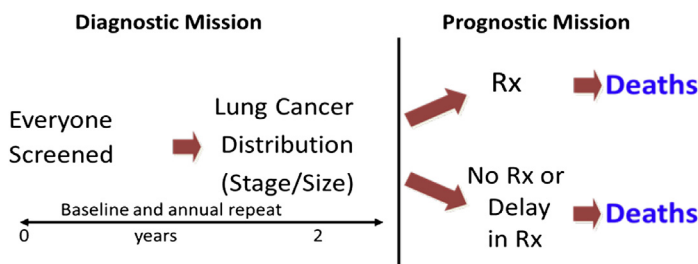 Diagnostic Mission
Prognostic Mission
Everyone
Screened
Lung Cancer
Distribution
(Stage/Size)
Baseline and annual repeat
0 years 2
Rx
Deaths
No Rx or
Delay
in Rx
Deaths